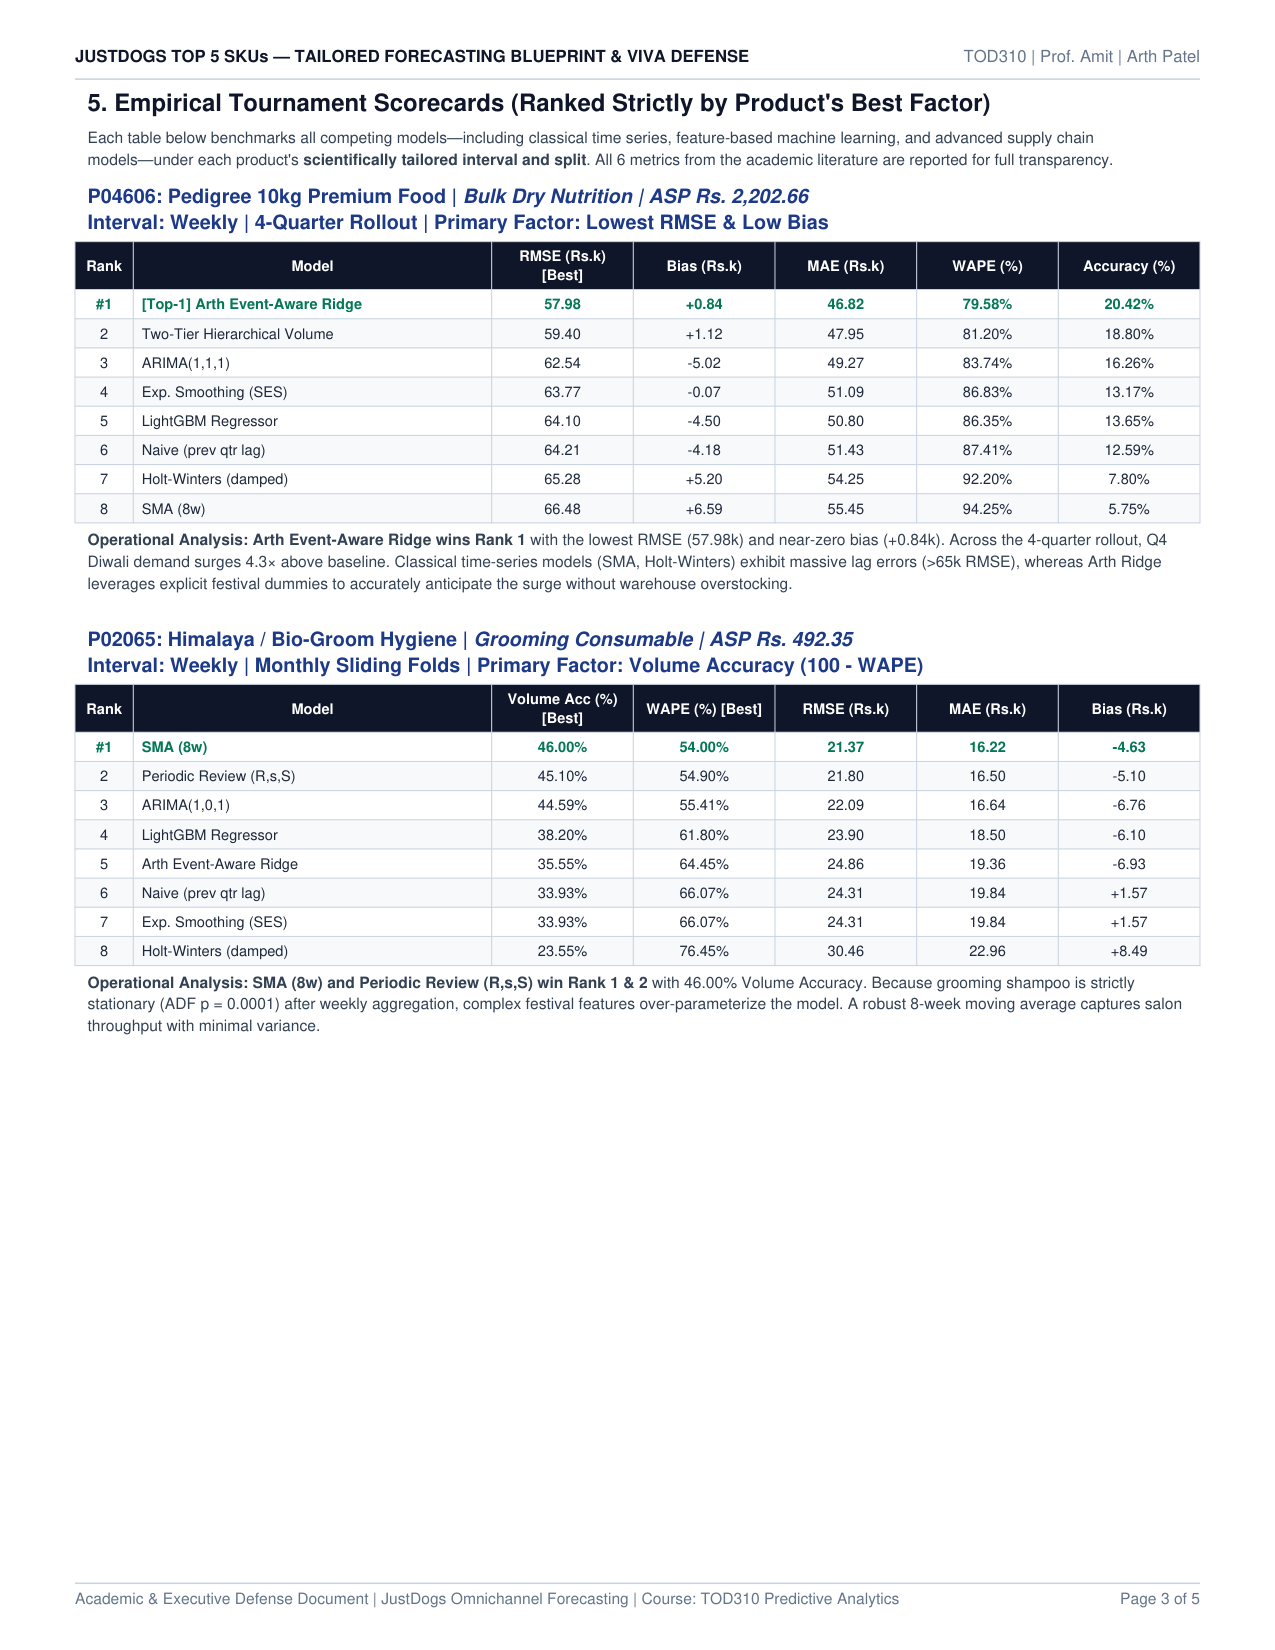 JUSTDOGS TOP 5 SKUs — TAILORED FORECASTING BLUEPRINT & VIVA DEFENSE TOD310 | Prof. Amit | Arth Patel
5. Empirical Tournament Scorecards (Ranked Strictly by Product's Best Factor)
Each table below benchmarks all competing models—including classical time series, feature-based machine learning, and advanced supply chain
models—under each product's scientifically tailored interval and split. All 6 metrics from the academic literature are reported for full transparency.
P04606: Pedigree 10kg Premium Food | Bulk Dry Nutrition | ASP Rs. 2,202.66
Interval: Weekly | 4-Quarter Rollout | Primary Factor: Lowest RMSE & Low Bias
Rank Model RMSE (Rs.k) [Best] Bias (Rs.k) MAE (Rs.k) WAPE (%) Accuracy (%)
#1 [Top-1] Arth Event-Aware Ridge 57.98 +0.84 46.82 79.58% 20.42%
2 Two-Tier Hierarchical Volume 59.40 +1.12 47.95 81.20% 18.80%
3 ARIMA(1,1,1) 62.54 -5.02 49.27 83.74% 16.26%
4 Exp. Smoothing (SES) 63.77 -0.07 51.09 86.83% 13.17%
5 LightGBM Regressor 64.10 -4.50 50.80 86.35% 13.65%
6 Naive (prev qtr lag) 64.21 -4.18 51.43 87.41% 12.59%
7 Holt-Winters (damped) 65.28 +5.20 54.25 92.20% 7.80%
8 SMA (8w) 66.48 +6.59 55.45 94.25% 5.75%
Operational Analysis: Arth Event-Aware Ridge wins Rank 1 with the lowest RMSE (57.98k) and near-zero bias (+0.84k). Across the 4-quarter rollout, Q4
Diwali demand surges 4.3× above baseline. Classical time-series models (SMA, Holt-Winters) exhibit massive lag errors (>65k RMSE), whereas Arth Ridge
leverages explicit festival dummies to accurately anticipate the surge without warehouse overstocking.
P02065: Himalaya / Bio-Groom Hygiene | Grooming Consumable | ASP Rs. 492.35
Interval: Weekly | Monthly Sliding Folds | Primary Factor: Volume Accuracy (100 - WAPE)
Rank Model Volume Acc (%) [Best] WAPE (%) [Best] RMSE (Rs.k) MAE (Rs.k) Bias (Rs.k)
#1 SMA (8w) 46.00% 54.00% 21.37 16.22 -4.63
2 Periodic Review (R,s,S) 45.10% 54.90% 21.80 16.50 -5.10
3 ARIMA(1,0,1) 44.59% 55.41% 22.09 16.64 -6.76
4 LightGBM Regressor 38.20% 61.80% 23.90 18.50 -6.10
5 Arth Event-Aware Ridge 35.55% 64.45% 24.86 19.36 -6.93
6 Naive (prev qtr lag) 33.93% 66.07% 24.31 19.84 +1.57
7 Exp. Smoothing (SES) 33.93% 66.07% 24.31 19.84 +1.57
8 Holt-Winters (damped) 23.55% 76.45% 30.46 22.96 +8.49
Operational Analysis: SMA (8w) and Periodic Review (R,s,S) win Rank 1 & 2 with 46.00% Volume Accuracy. Because grooming shampoo is strictly
stationary (ADF p = 0.0001) after weekly aggregation, complex festival features over-parameterize the model. A robust 8-week moving average captures salon
throughput with minimal variance.
Academic & Executive Defense Document | JustDogs Omnichannel Forecasting | Course: TOD310 Predictive Analytics Page 3 of 5